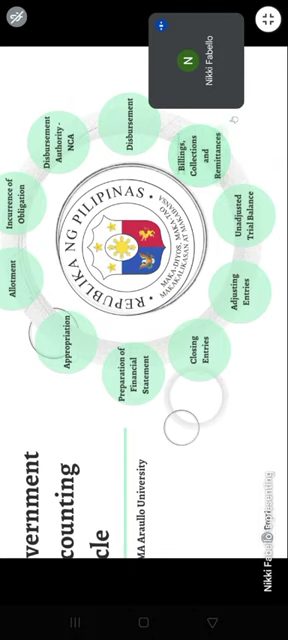 N
Nikki Fabello
Disbursement
Billings,
Collections
and
Remittances
Unadjusted
Trial Balance
Adjusting
Entries
Closing
Entries
Preparation of
Financial
Statement
Appropriation
Allotment
Incurrence of
Obligation
Disbursement
Authority -
NCA
• REPUBLIKA NG PILIPINAS •
MAKA-DIYOS, MAKA-TAO
MAKAKALIKASAN AT MAKABANSA
vernment
counting
cle
MA Araullo University
Nikki Fabello
presenting